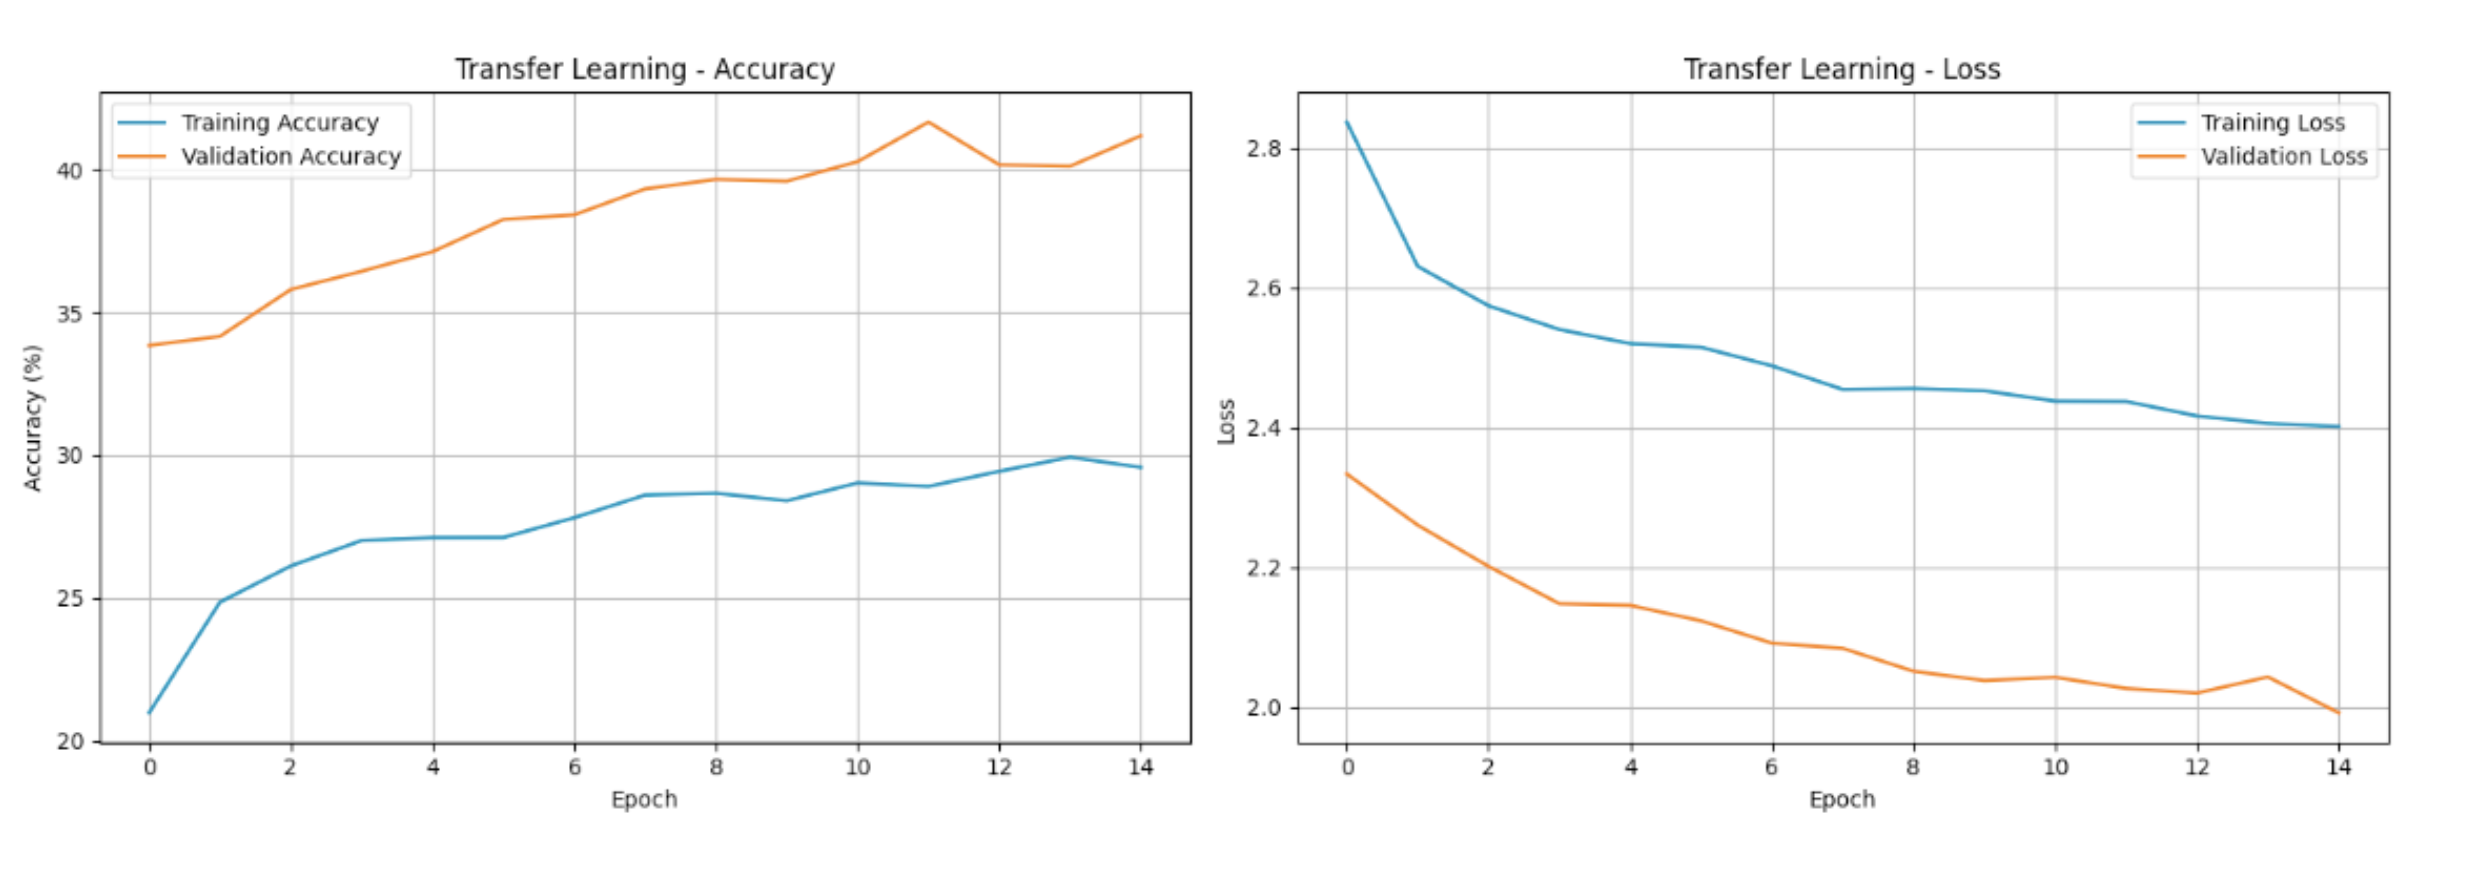 Transfer Learning - Accuracy
Training Accuracy
Validation Accuracy
Accuracy (%)
40
35
30
25
20
0 2 4 6 8 10 12 14
Epoch
Transfer Learning - Loss
Training Loss
Validation Loss
Loss
2.8
2.6
2.4
2.2
2.0
0 2 4 6 8 10 12 14
Epoch